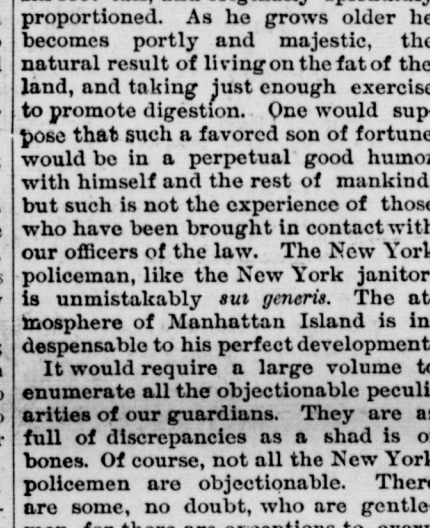 proportioned. As he grows older he
becomes portly and majestic, the
natural result of living on the fat of the
land, and taking just enough exercise
to promote digestion. One would sup-
pose that such a favored son of fortune
would be in a perpetual good humor
with himself and the rest of mankind
but such is not the experience of those
who have been brought in contact with
our officers of the law. The New York
policeman, like the New York janitor
is unmistakably sui generis. The at
mosphere of Manhattan Island is in
despensable to his perfect development
It would require a large volume to
enumerate all the objectionable peculi
arities of our guardians. They are as
full of discrepancies as a shad is of
bones. Of course, not all the New York
policemen are objectionable. There
are some, no doubt, who are gentle-